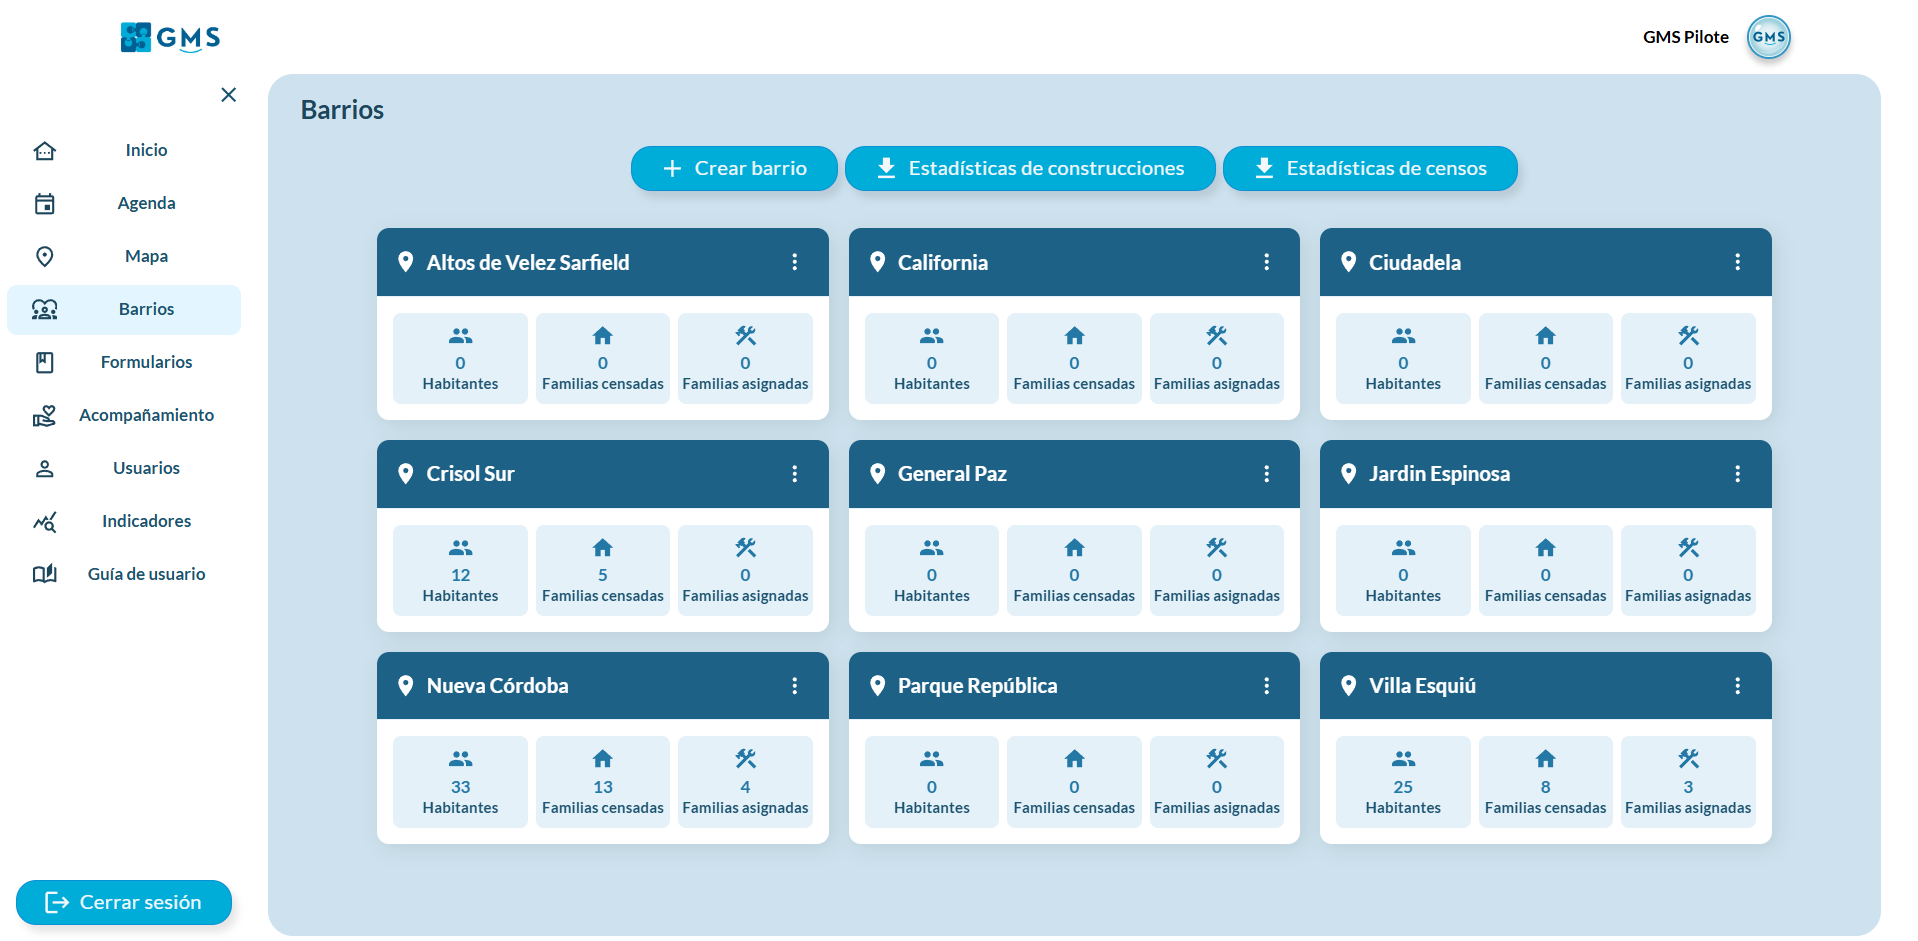 GMS
GMS Pilote
GMS
Barrios
Inicio
Agenda
Mapa
Barrios
Formularios
Acompañamiento
Usuarios
Indicadores
Guía de usuario
Cerrar sesión
Crear barrio
Estadísticas de construcciones
Estadísticas de censos
Altos de Velez Sarfield
0
Habitantes
0
Familias censadas
0
Familias asignadas
California
0
Habitantes
0
Familias censadas
0
Familias asignadas
Ciudadela
0
Habitantes
0
Familias censadas
0
Familias asignadas
Crisol Sur
12
Habitantes
5
Familias censadas
0
Familias asignadas
General Paz
0
Habitantes
0
Familias censadas
0
Familias asignadas
Jardin Espinosa
0
Habitantes
0
Familias censadas
0
Familias asignadas
Nueva Córdoba
33
Habitantes
13
Familias censadas
4
Familias asignadas
Parque República
0
Habitantes
0
Familias censadas
0
Familias asignadas
Villa Esquiú
25
Habitantes
8
Familias censadas
3
Familias asignadas